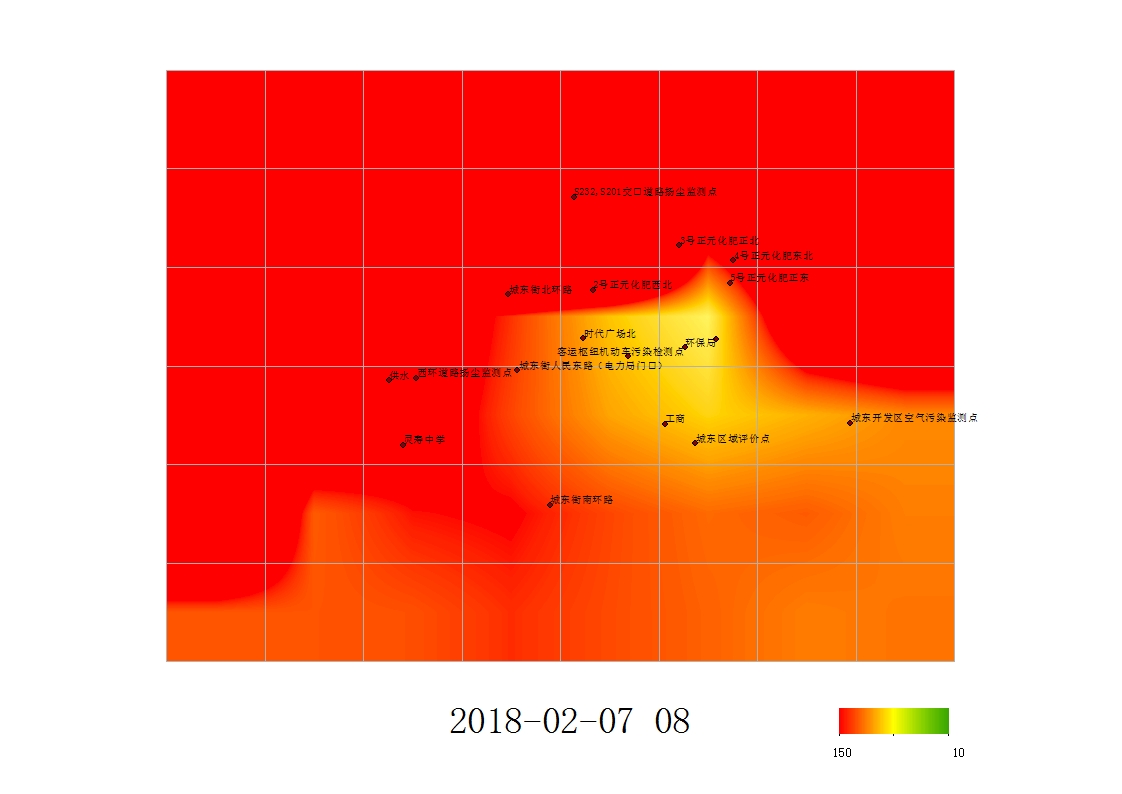 S232,S201交口道路扬尘监测点
3号正元化肥正北
4号正元化肥东北
5号正元化肥正东
2号正元化肥西北
城东街北环路
时代广场北
环保局
客运枢纽机动车污染检测点
城东街人民东路（电力局门口）
西环道路扬尘监测点
供水
工商
城东开发区空气污染监测点
城东区域评价点
灵寿中学
城东街南环路
2018-02-07 08
150
10